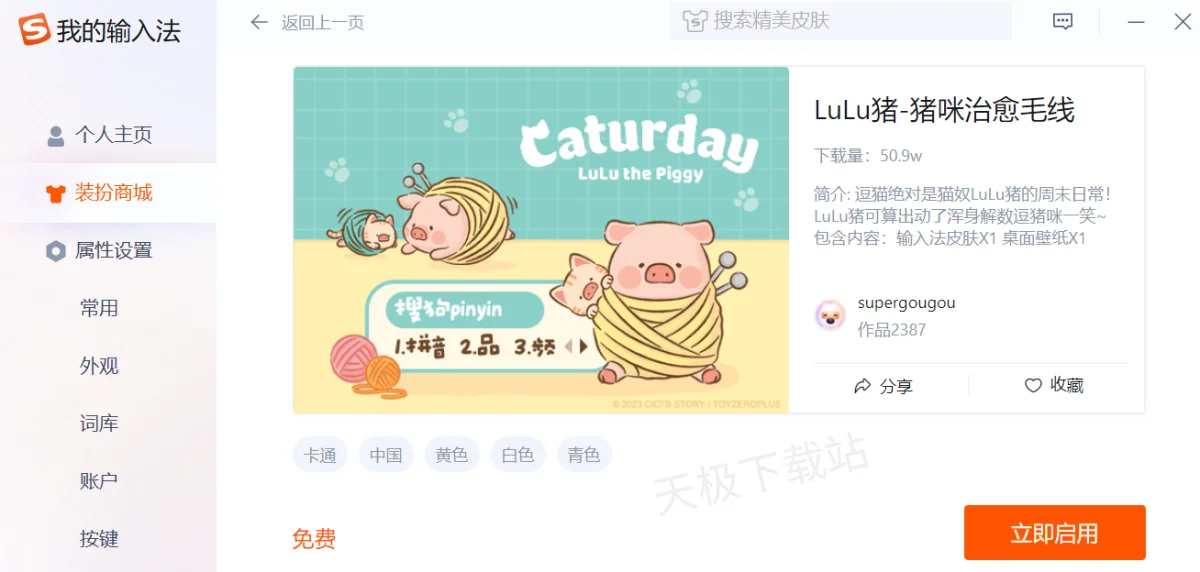 我的输入法
返回上一页
搜索精美皮肤
个人主页
装扮商城
属性设置
常用
外观
词库
账户
按键
Caturday
LuLu the Piggy
搜狗pinyin
1.拼音 2.品 3.频
© 2023 CICI'S STORY / TOYZEROPLUS
LuLu猪-猪咪治愈毛线
下载量：50.9w
简介: 逗猫绝对是猫奴LuLu猪的周末日常！
LuLu猪可算出动了浑身解数逗猪咪一笑~
包含内容：输入法皮肤X1 桌面壁纸X1
supergougou
作品2387
分享
收藏
卡通
中国
黄色
白色
青色
天极下载站
免费
立即启用